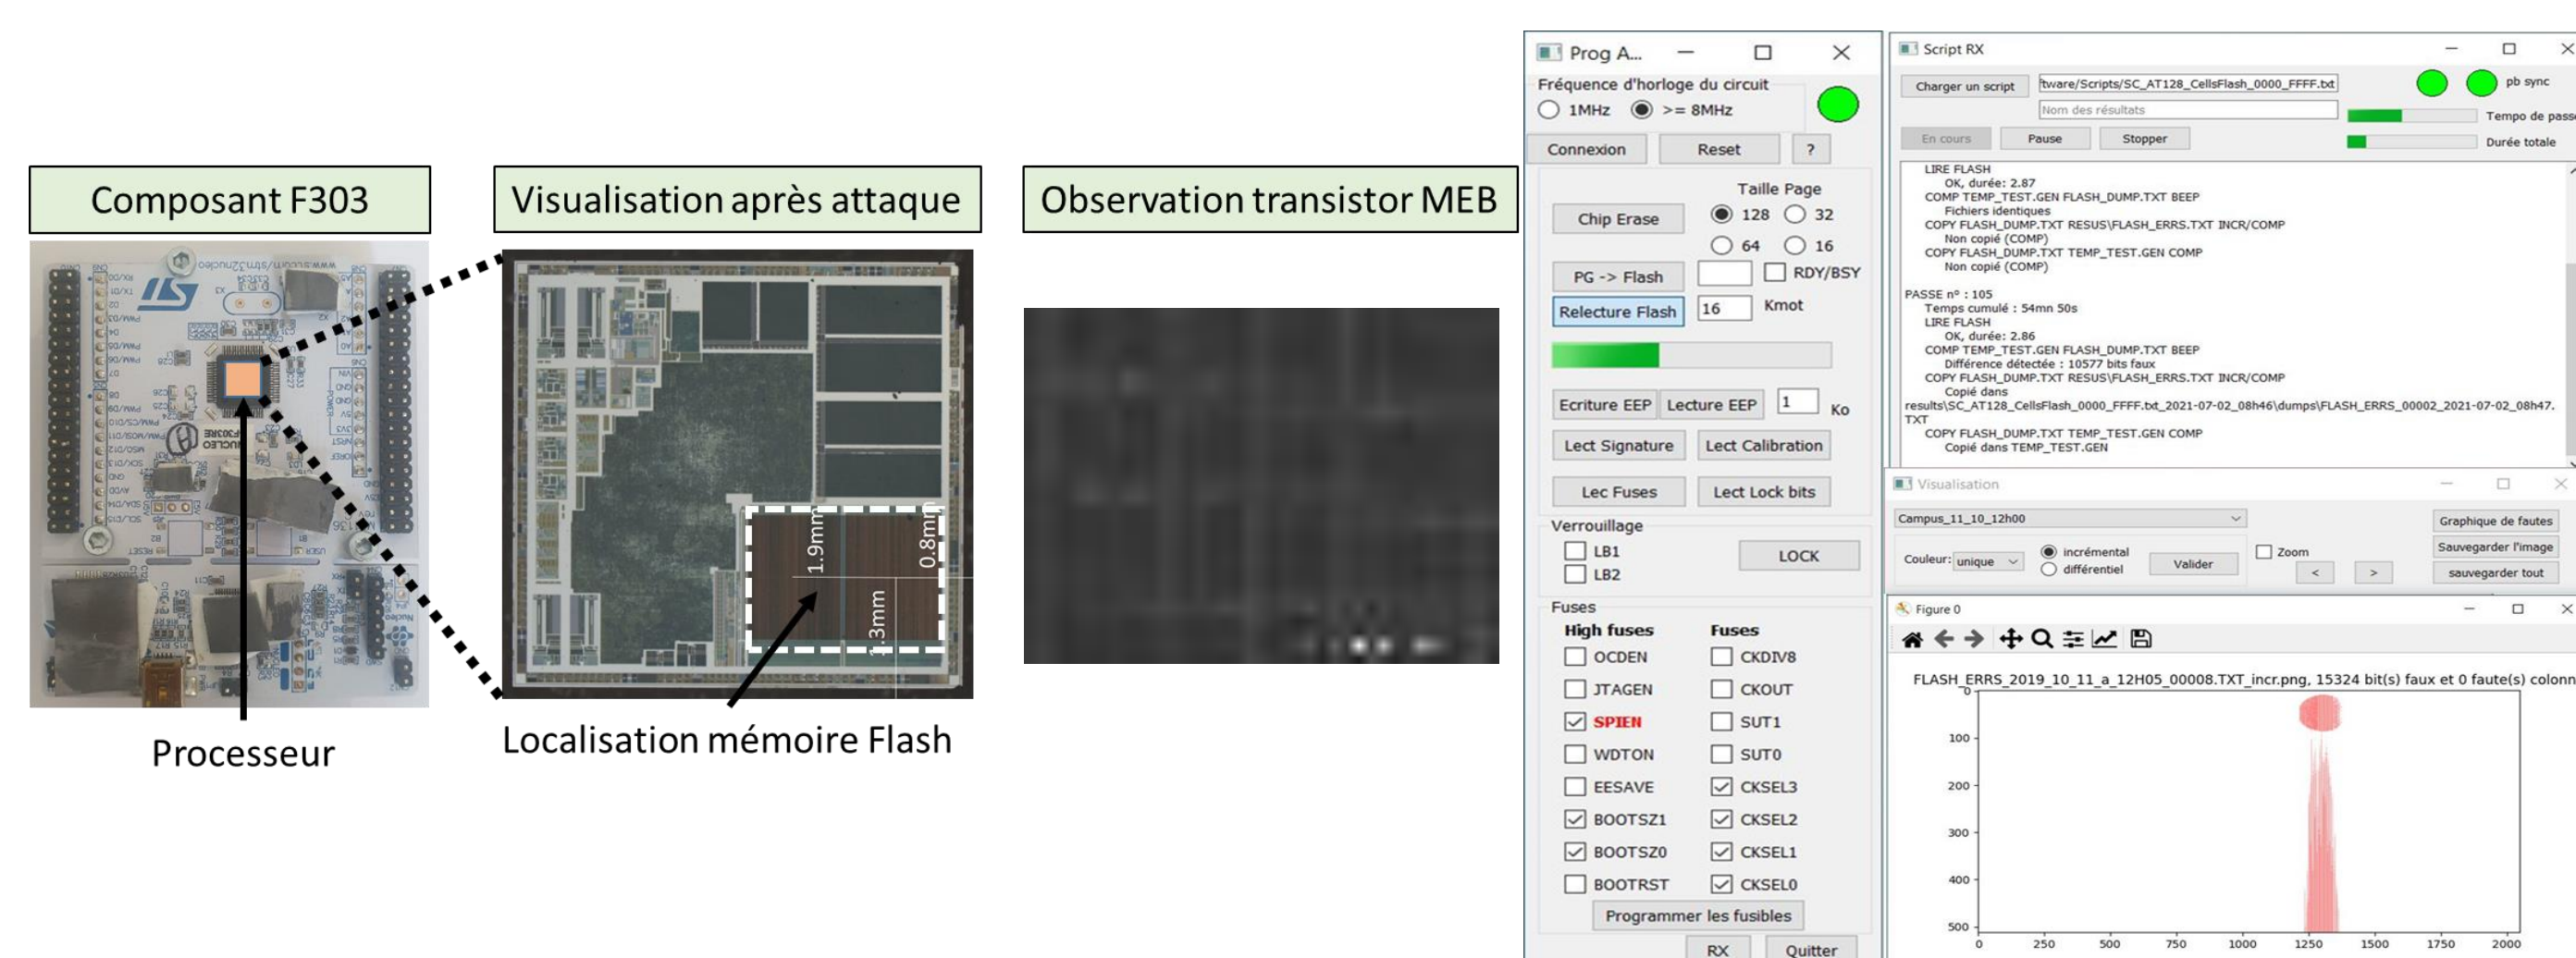 Composant F303
Visualisation après attaque
Observation transistor MEB
Processeur
Localisation mémoire Flash
1.9mm
0.8mm
.3mm
Prog A...
Fréquence d'horloge du circuit
1MHz
>= 8MHz
Connexion
Reset
?
Taille Page
Chip Erase
128
32
64
16
PG -> Flash
RDY/BSY
Relecture Flash
16
Kmot
Ecriture EEP
Lecture EEP
1
Ko
Lect Signature
Lect Calibration
Lec Fuses
Lect Lock bits
Verrouillage
LB1
LB2
LOCK
Fuses
High fuses
Fuses
OCDEN
CKDIV8
JTAGEN
CKOUT
SPIEN
SUT1
WDTON
SUT0
EESAVE
CKSEL3
BOOTSZ1
CKSEL2
BOOTSZ0
CKSEL1
BOOTRST
CKSEL0
Programmer les fusibles
RX
Quitter
Script RX
Charger un script
tware/Scripts/SC_AT128_CellsFlash_0000_FFFF.txt
pb sync
Nom des résultats
Tempo de passe
En cours
Pause
Stopper
Durée totale
LIRE FLASH
OK, durée: 2.87
COMP TEMP_TEST.GEN FLASH_DUMP.TXT BEEP
Fichiers identiques
COPY FLASH_DUMP.TXT RESUS\FLASH_ERRS.TXT INCR/COMP
Non copié (COMP)
COPY FLASH_DUMP.TXT TEMP_TEST.GEN COMP
Non copié (COMP)
PASSE nº : 105
Temps cumulé : 54mn 50s
LIRE FLASH
OK, durée: 2.86
COMP TEMP_TEST.GEN FLASH_DUMP.TXT BEEP
Différence détectée : 10577 bits faux
COPY FLASH_DUMP.TXT RESUS\FLASH_ERRS.TXT INCR/COMP
Copié dans
results\SC_AT128_CellsFlash_0000_FFFF.txt_2021-07-02_08h46\dumps\FLASH_ERRS_00002_2021-07-02_08h47.
TXT
COPY FLASH_DUMP.TXT TEMP_TEST.GEN COMP
Copié dans TEMP_TEST.GEN
Visualisation
Campus_11_10_12h00
Graphique de fautes
Couleur:
unique
incrémental
différentiel
Valider
Zoom
<
>
Sauvegarder l'image
sauvegarder tout
Figure 0
FLASH_ERRS_2019_10_11_a_12H05_00008.TXT_incr.png, 15324 bit(s) faux et 0 faute(s) colonn
0
100
200
300
400
500
0
250
500
750
1000
1250
1500
1750
2000